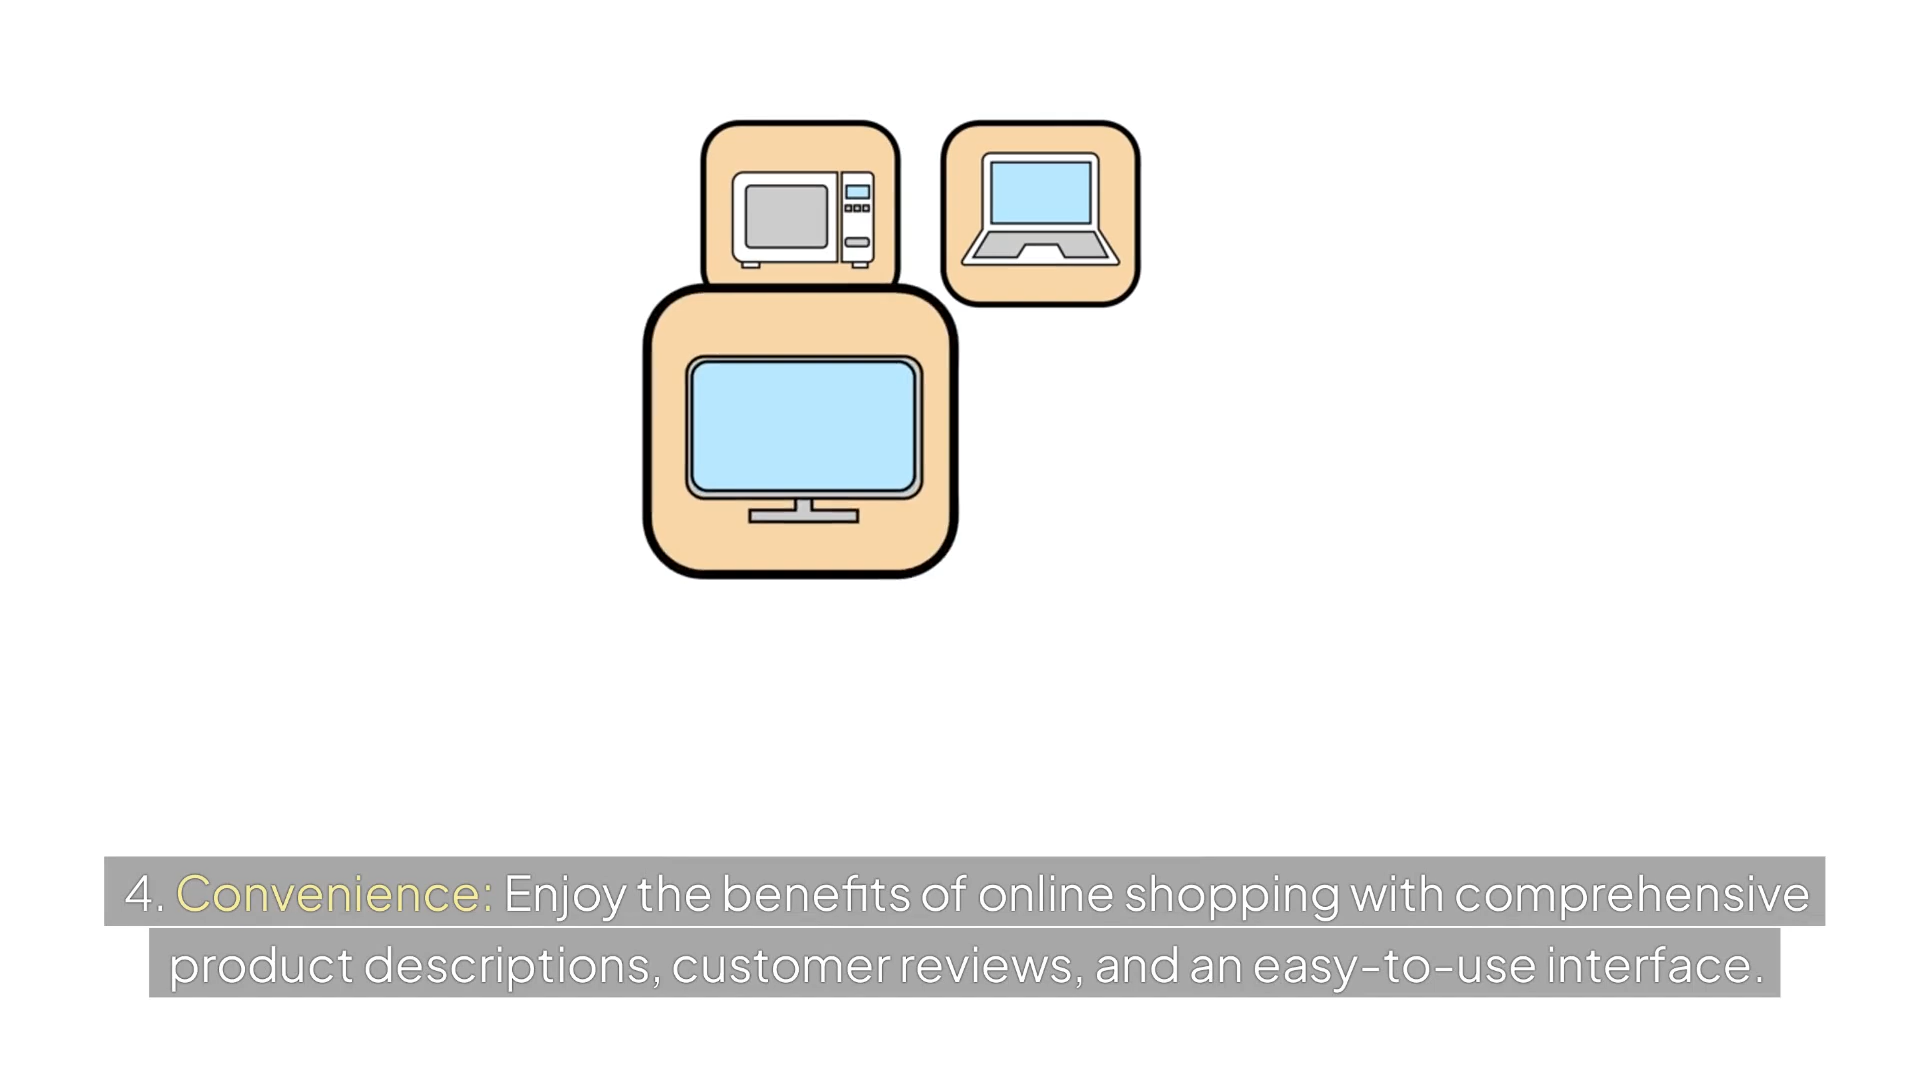 4. Convenience: Enjoy the benefits of online shopping with comprehensive
product descriptions, customer reviews, and an easy-to-use interface.